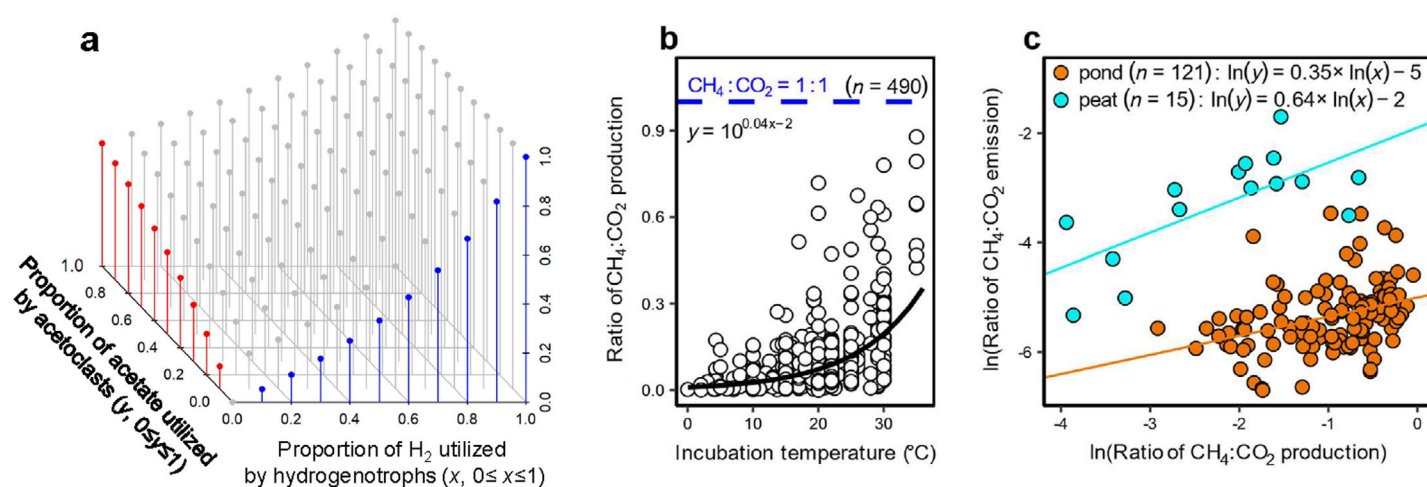 a
1.0
0.8
0.6
0.4
0.2
0.0
Proportion of acetate utilized
by acetoclasts (y, 0≤y≤1)
0.0 0.2 0.4 0.6 0.8 1.0
Proportion of H2 utilized
by hydrogenotrophs (x, 0≤ x≤1)
1.0
0.8
0.6
0.4
0.2
0.0
b
CH4:CO2 = 1:1 (n = 490)
y = 10^0.04x−2
Ratio of CH4:CO2 production
0.9
0.6
0.3
0.0
0 10 20 30
Incubation temperature (°C)
c
pond (n = 121): ln(y) = 0.35× ln(x)− 5
peat (n = 15): ln(y) = 0.64× ln(x)− 2
ln(Ratio of CH4:CO2 emission)
-2
-4
-6
-4 -3 -2 -1 0
ln(Ratio of CH4:CO2 production)